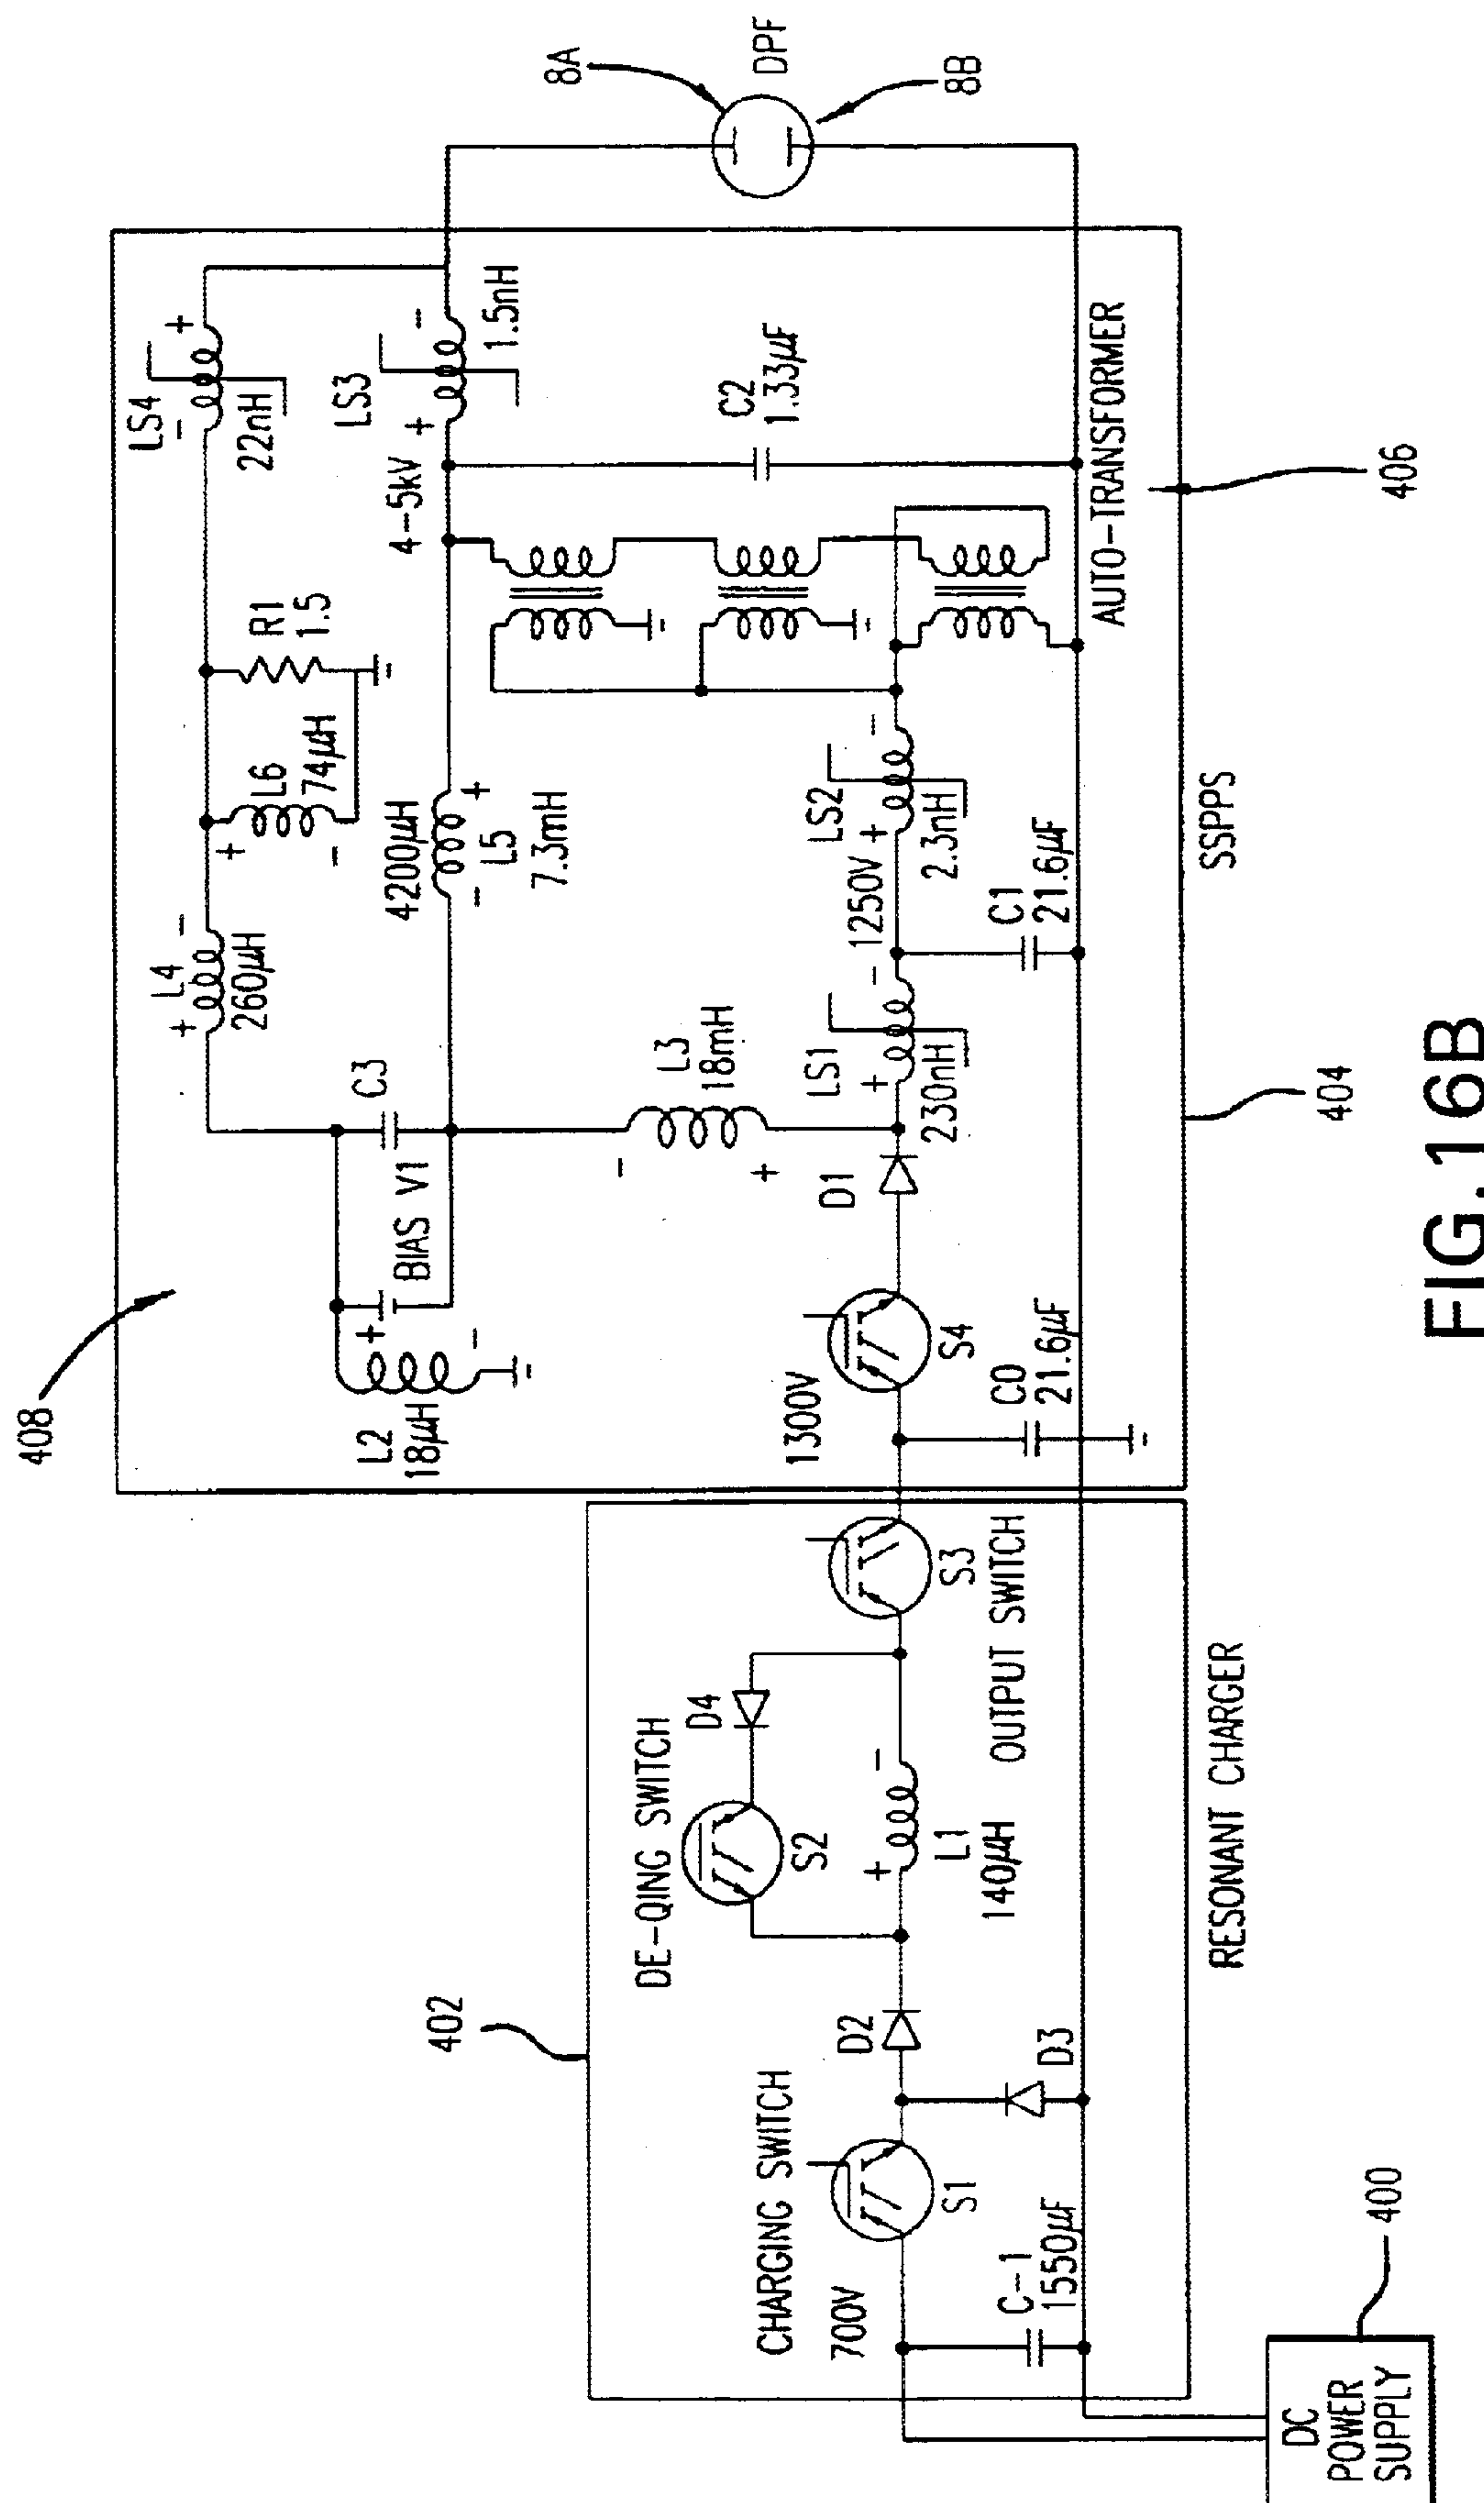 408
LS4
−
+
22nH
LS3
+
−
1.5nH
4−5kV
R1
1.5
L6
74µH
+
−
L4
+
−
260µH
4200µH
−
+
L5
7.3mH
C3
BIAS V1
L2
18µH
+
−
L3
18mH
−
+
C2
1.33µF
8A
DPF
8B
D1
LS1
+
−
230nH
1250V
LS2
+
−
2.3nH
C1
21.6µF
AUTO-TRANSFORMER
406
1300V
S4
C0
21.6µF
SSPPS
404
402
DE-QING SWITCH
D4
S2
CHARGING SWITCH
700V
S1
D2
D3
+
−
L1
140µH
S3
OUTPUT SWITCH
C−1
1550µF
RESONANT CHARGER
400
DC
POWER
SUPPLY
FIG.16B